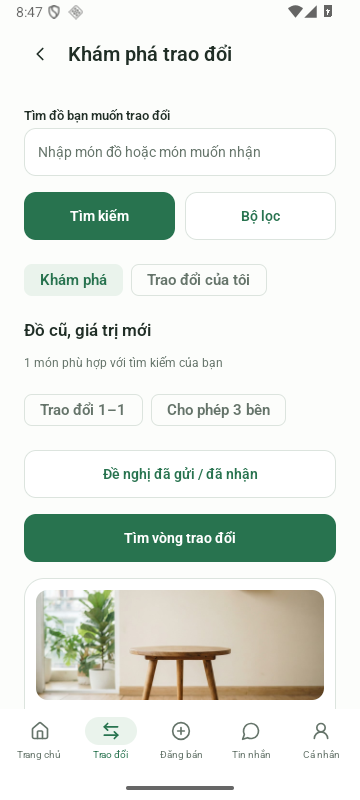 8:47
Khám phá trao đổi
Tìm đồ bạn muốn trao đổi
Nhập món đồ hoặc món muốn nhận
Tìm kiếm
Bộ lọc
Khám phá
Trao đổi của tôi
Đồ cũ, giá trị mới
1 món phù hợp với tìm kiếm của bạn
Trao đổi 1–1
Cho phép 3 bên
Đề nghị đã gửi / đã nhận
Tìm vòng trao đổi
Trang chủ
Trao đổi
Đăng bán
Tin nhắn
Cá nhân